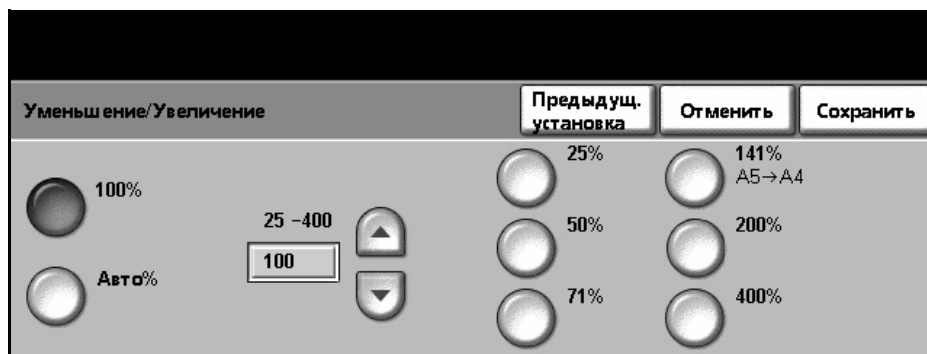 Уменьшение/Увеличение
Предыдущ.
установка
Отменить
Сохранить
100%
Авто%
25 –400
100
25%
50%
71%
141%
A5→A4
200%
400%